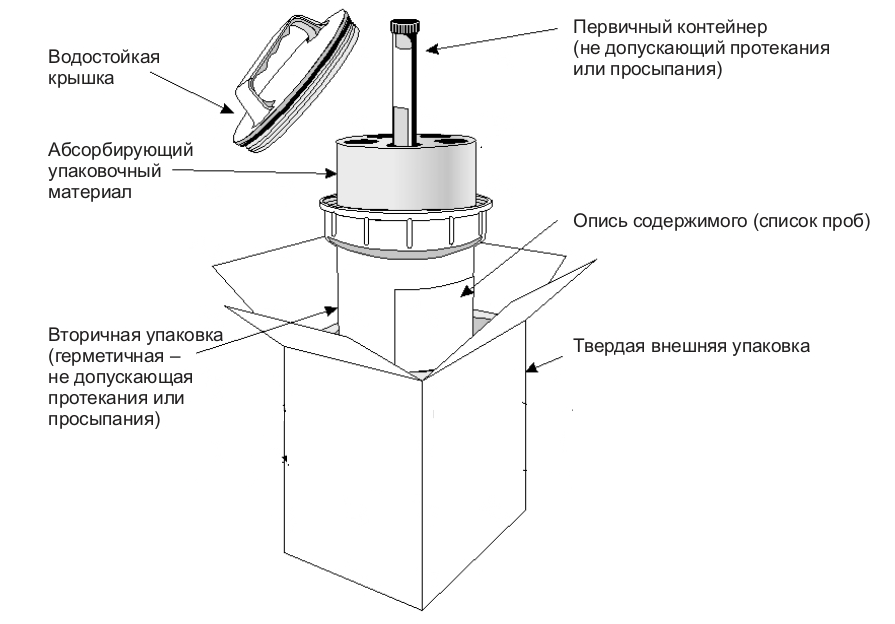 Водостойкая
крышка
Абсорбирующий
упаковочный
материал
Вторичная упаковка
(герметичная –
не допускающая
протекания или
просыпания)
Первичный контейнер
(не допускающий протекания
или просыпания)
Опись содержимого (список проб)
Твердая внешняя упаковка